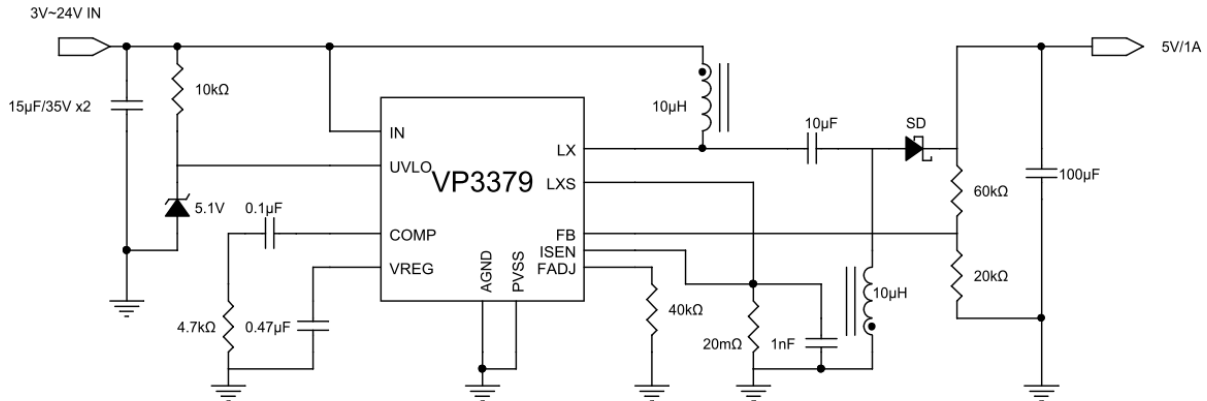 3V~24V IN
5V/1A
15µF/35V x2
10kΩ
10µH
10µF
SD
IN
LX
UVLO
VP3379
LXS
5.1V
0.1µF
60kΩ
100µF
COMP
FB
ISEN
VREG
AGND
PVSS
FADJ
20kΩ
10µH
4.7kΩ
0.47µF
40kΩ
20mΩ
1nF